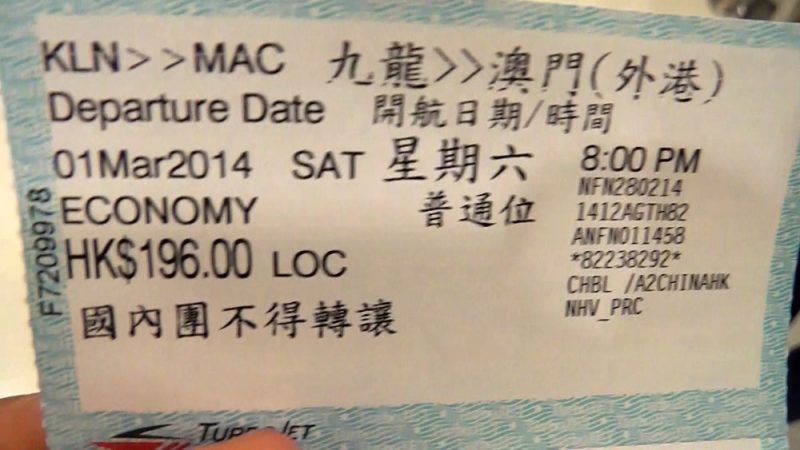 KLN>>MAC 九龍>>澳門(外港)
Departure Date 開航日期/時間
01Mar2014 SAT 星期六 8:00 PM
NFN280214
ECONOMY 普通位 1412AGTH82
ANFN011458
HK$196.00 LOC *82238292*
CHBL /A2CHINAHK
NHV_PRC
國內團不得轉讓
F7209978
TURBOJET